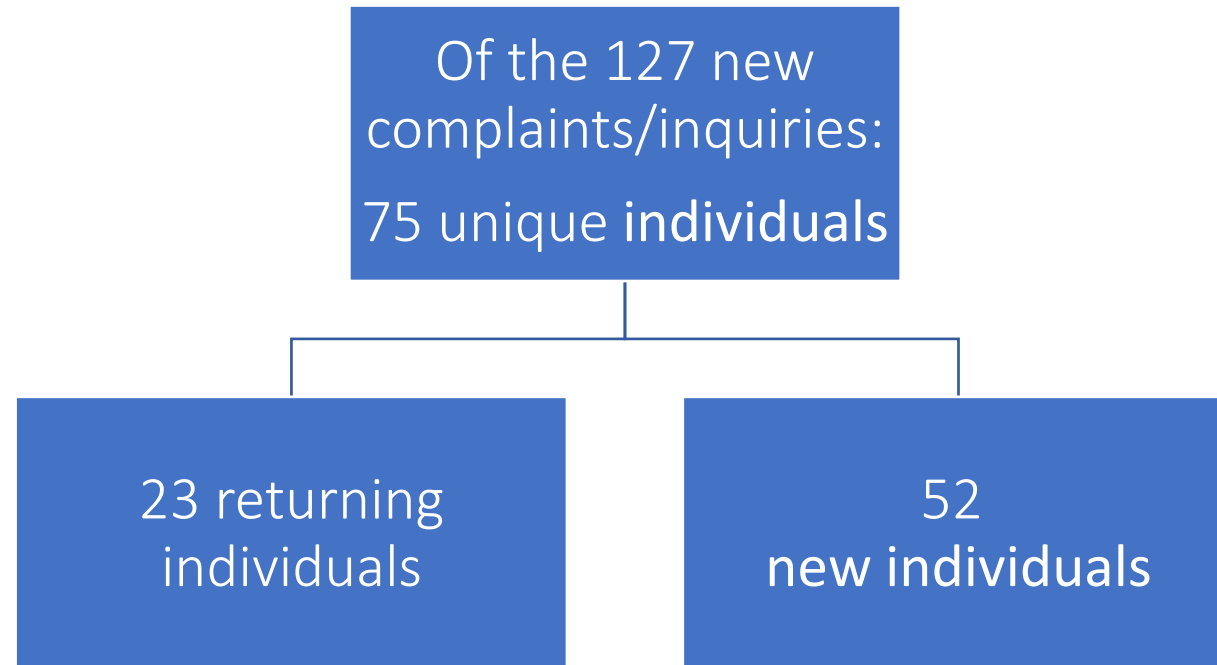 Of the 127 new
complaints/inquiries:
75 unique individuals
23 returning
individuals
52
new individuals